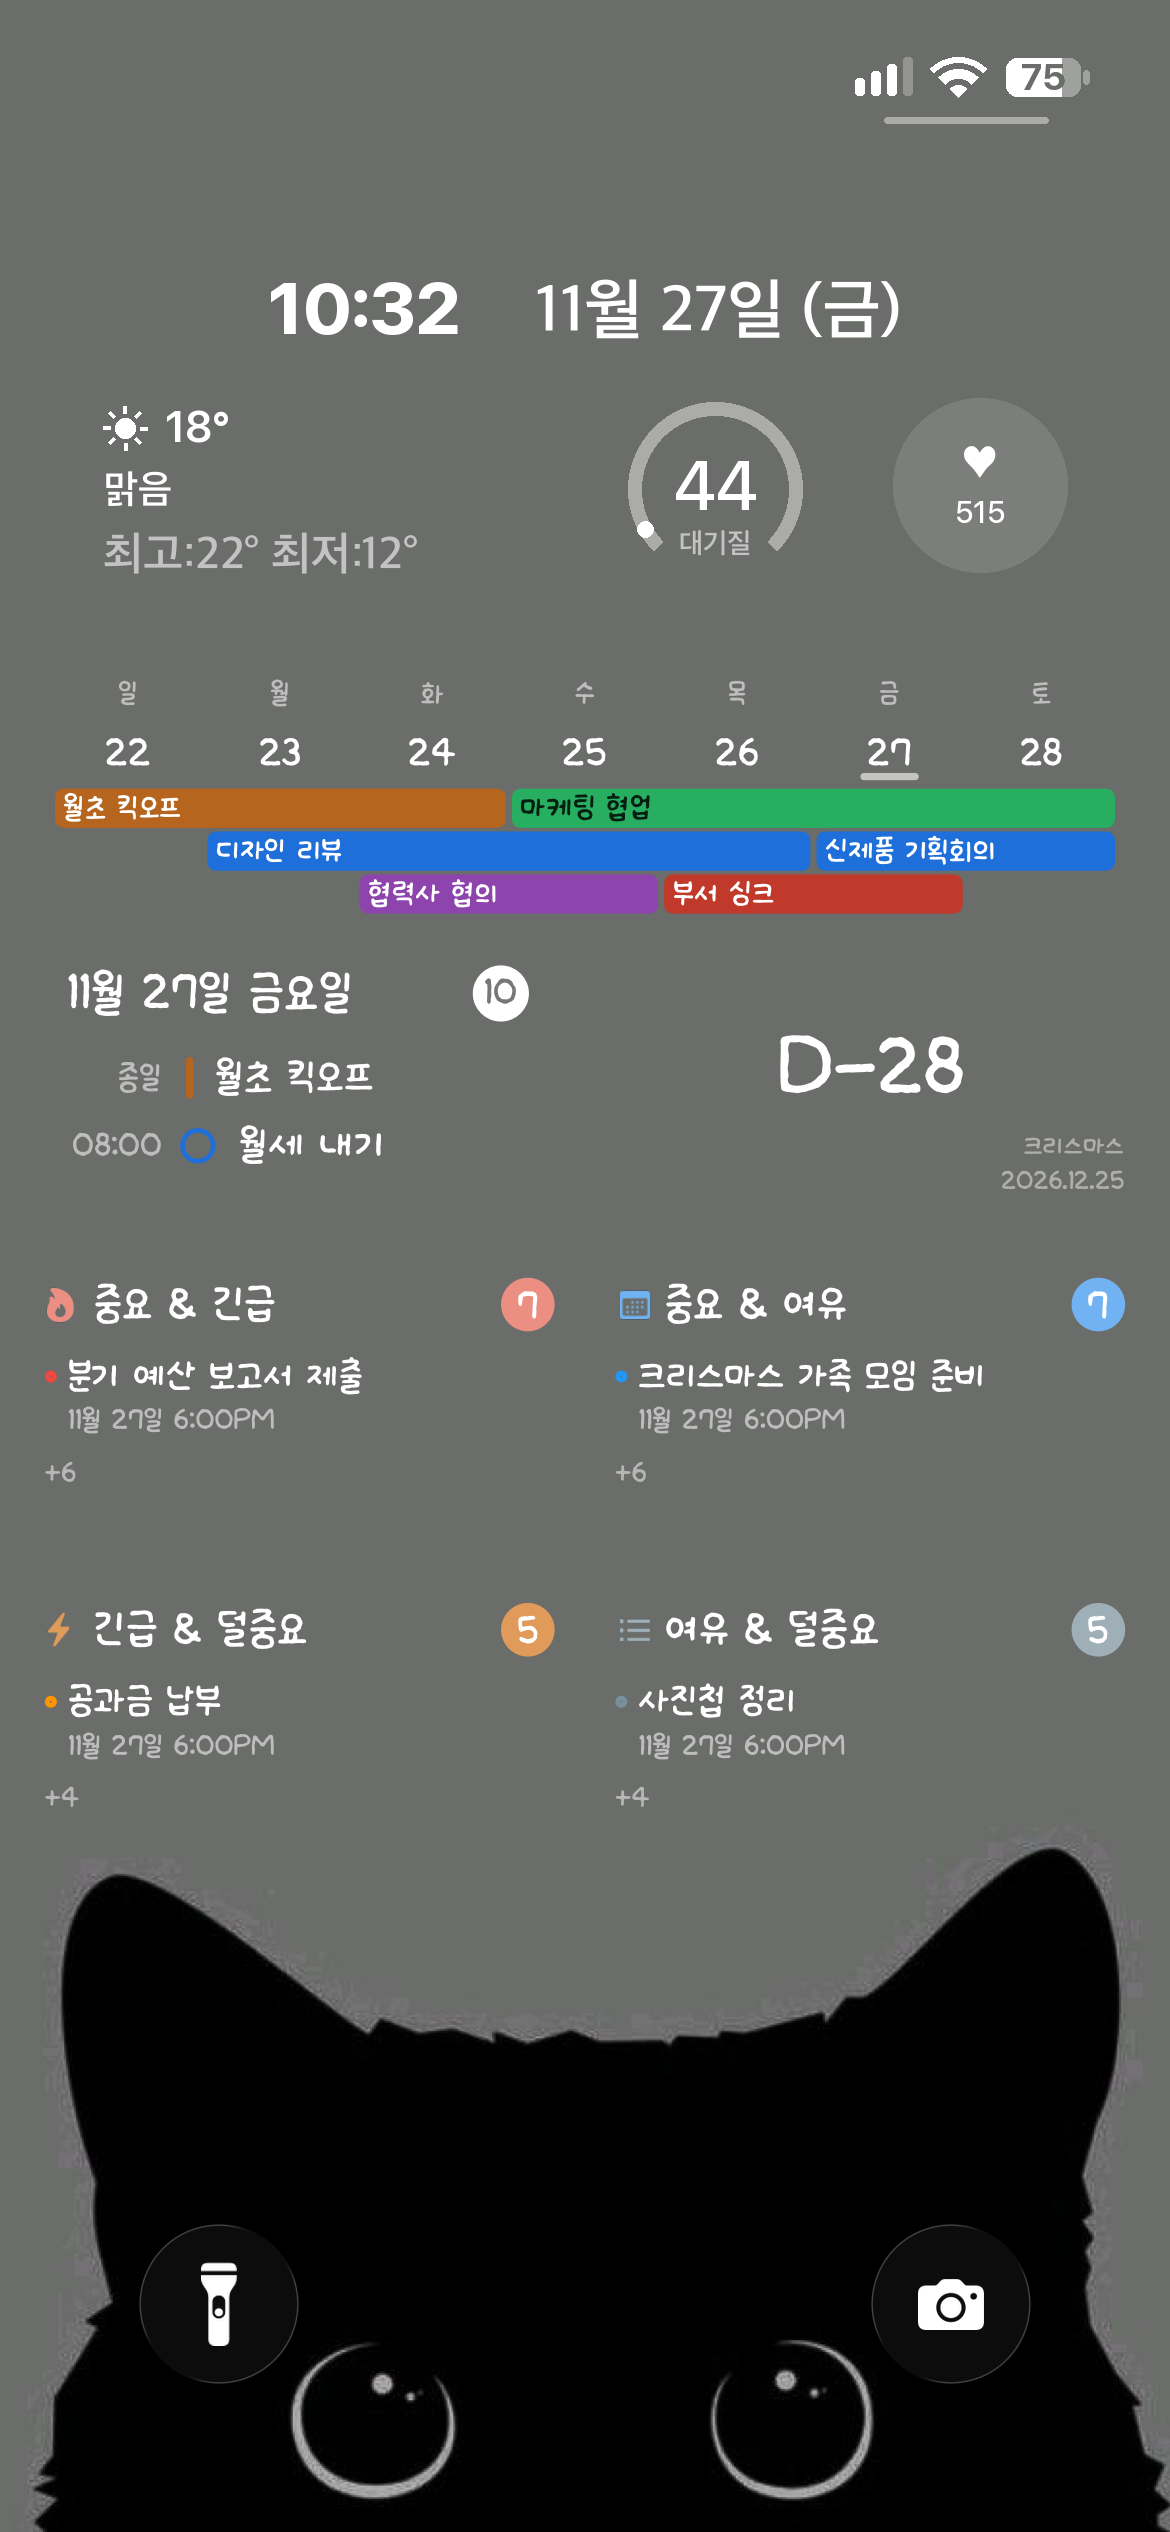 75
10:32 11월 27일 (금)
18°
맑음
최고:22° 최저:12°
44
대기질
515
일 월 화 수 목 금 토
22 23 24 25 26 27 28
월초 킥오프 마케팅 협업
디자인 리뷰 신제품 기획회의
협력사 협의 부서 싱크
11월 27일 금요일 10
종일 월초 킥오프
08:00 월세 내기
D-28
크리스마스
2026.12.25
중요 & 긴급 7
분기 예산 보고서 제출
11월 27일 6:00PM
+6
중요 & 여유 7
크리스마스 가족 모임 준비
11월 27일 6:00PM
+6
긴급 & 덜중요 5
공과금 납부
11월 27일 6:00PM
+4
여유 & 덜중요 5
사진첩 정리
11월 27일 6:00PM
+4